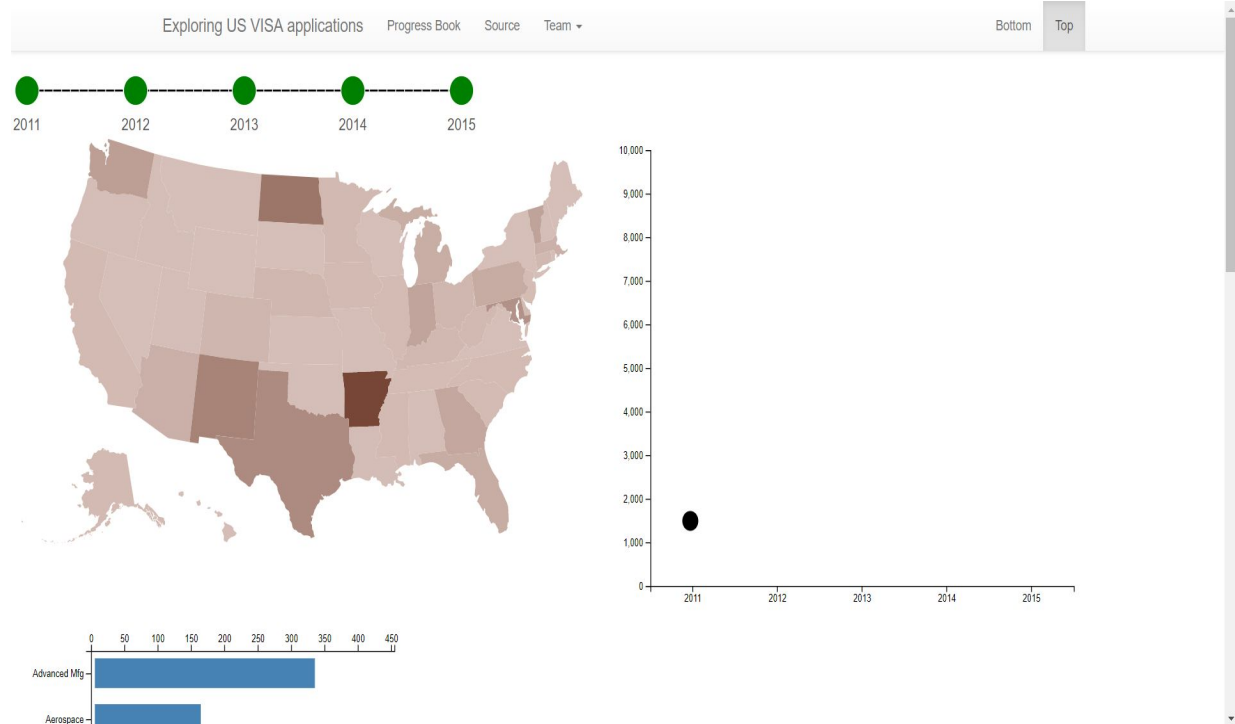 Exploring US VISA applications Progress Book Source Team Bottom Top
2011 2012 2013 2014 2015
10,000
9,000
8,000
7,000
6,000
5,000
4,000
3,000
2,000
1,000
0
2011 2012 2013 2014 2015
0 50 100 150 200 250 300 350 400 450
Advanced Mfg
Aerospace